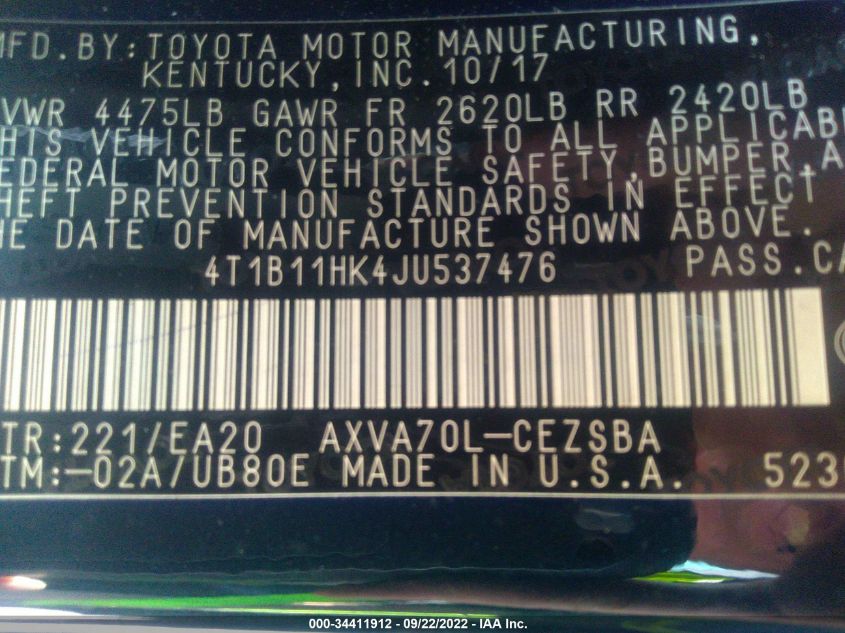 MFD.BY:TOYOTA MOTOR MANUFACTURING,
KENTUCKY,INC.10/17
VWR 4475LB GAWR FR 2620LB RR 2420LB
HIS VEHICLE CONFORMS TO ALL APPLICABL
EDERAL MOTOR VEHICLE SAFETY,BUMPER,A
HEFT PREVENTION STANDARDS IN EFFECT
HE DATE OF MANUFACTURE SHOWN ABOVE.
4T1B11HK4JU537476 PASS.CA
TR:221/EA20 AXVA70L-CEZSBA
TM:-02A/UB80E MADE IN U.S.A. 523
000-34411912 - 09/22/2022 - IAA Inc.